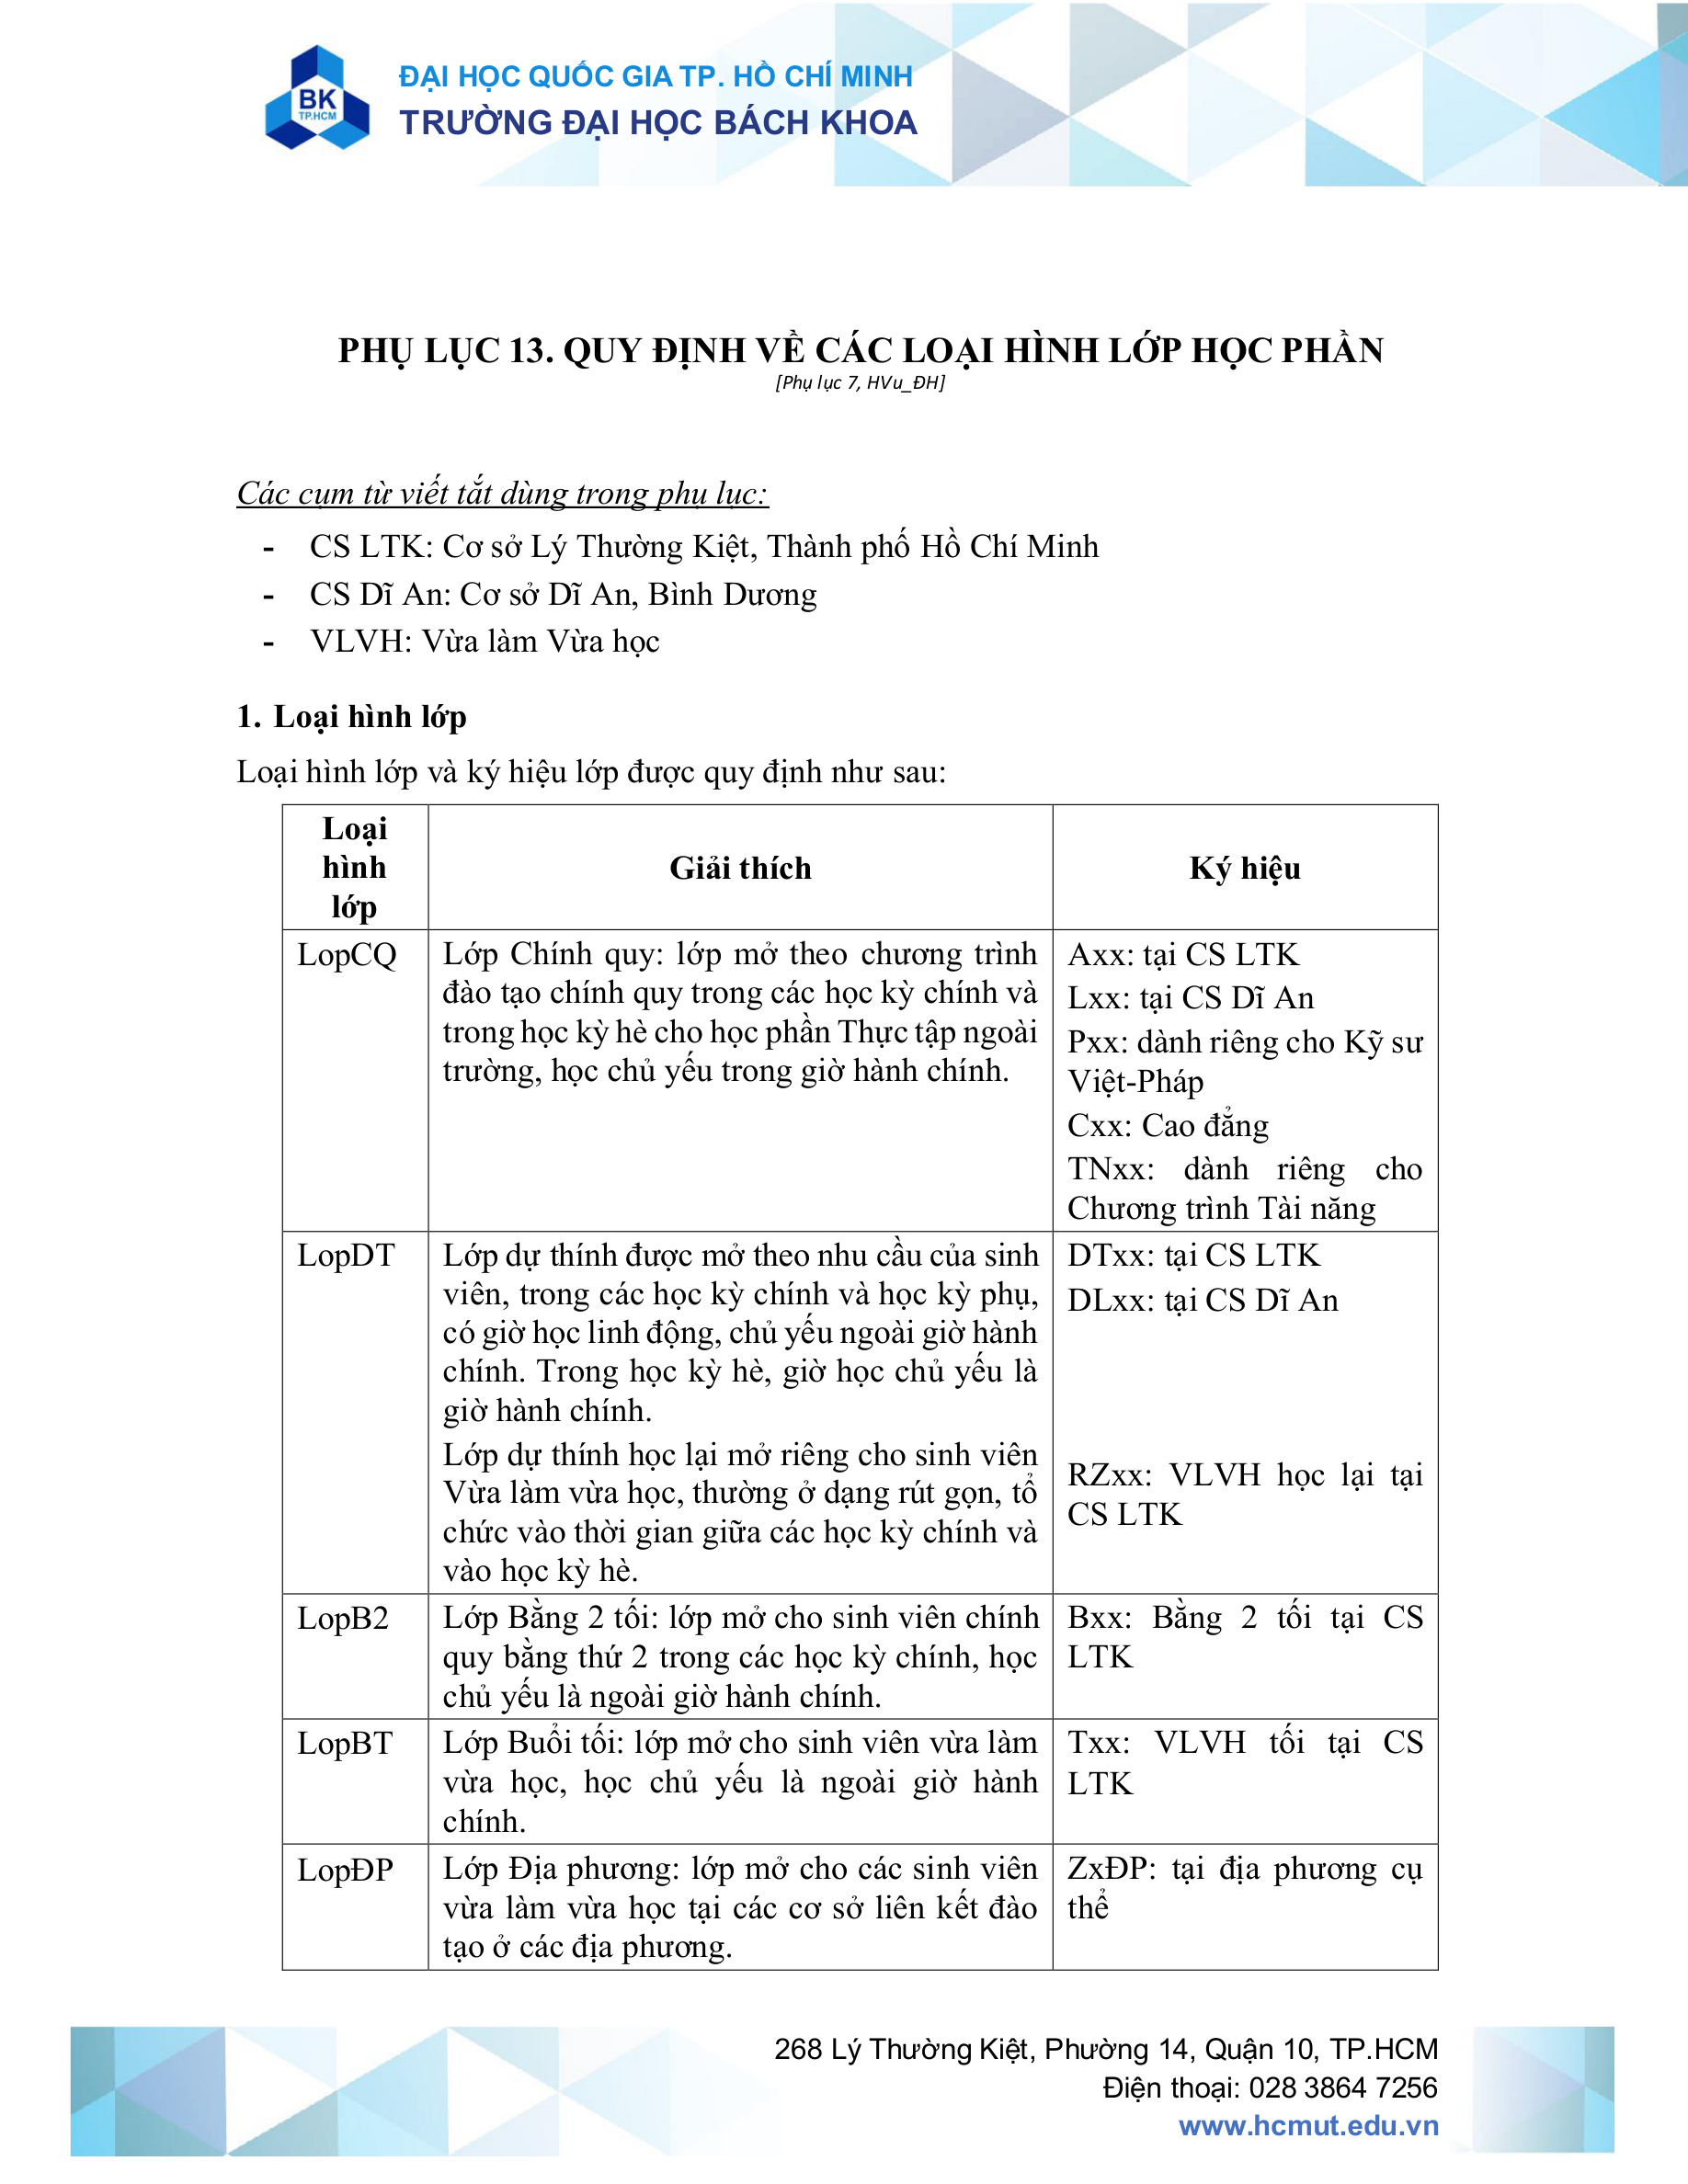 BK
TP.HCM
ĐẠI HỌC QUỐC GIA TP. HỒ CHÍ MINH
TRƯỜNG ĐẠI HỌC BÁCH KHOA
PHỤ LỤC 13. QUY ĐỊNH VỀ CÁC LOẠI HÌNH LỚP HỌC PHẦN
[Phụ lục 7, HVu_ĐH]
Các cụm từ viết tắt dùng trong phụ lục:
- CS LTK: Cơ sở Lý Thường Kiệt, Thành phố Hồ Chí Minh
- CS Dĩ An: Cơ sở Dĩ An, Bình Dương
- VLVH: Vừa làm Vừa học
1. Loại hình lớp
Loại hình lớp và ký hiệu lớp được quy định như sau:
Loại
hình
lớp
Giải thích
Ký hiệu
LopCQ
Lớp Chính quy: lớp mở theo chương trình
đào tạo chính quy trong các học kỳ chính và
trong học kỳ hè cho học phần Thực tập ngoài
trường, học chủ yếu trong giờ hành chính.
Axx: tại CS LTK
Lxx: tại CS Dĩ An
Pxx: dành riêng cho Kỹ sư
Việt-Pháp
Cxx: Cao đẳng
TNxx: dành riêng cho
Chương trình Tài năng
LopDT
Lớp dự thính được mở theo nhu cầu của sinh
viên, trong các học kỳ chính và học kỳ phụ,
có giờ học linh động, chủ yếu ngoài giờ hành
chính. Trong học kỳ hè, giờ học chủ yếu là
giờ hành chính.
Lớp dự thính học lại mở riêng cho sinh viên
Vừa làm vừa học, thường ở dạng rút gọn, tổ
chức vào thời gian giữa các học kỳ chính và
vào học kỳ hè.
DTxx: tại CS LTK
DLxx: tại CS Dĩ An
RZxx: VLVH học lại tại
CS LTK
LopB2
Lớp Bằng 2 tối: lớp mở cho sinh viên chính
quy bằng thứ 2 trong các học kỳ chính, học
chủ yếu là ngoài giờ hành chính.
Bxx: Bằng 2 tối tại CS
LTK
LopBT
Lớp Buổi tối: lớp mở cho sinh viên vừa làm
vừa học, học chủ yếu là ngoài giờ hành
chính.
Txx: VLVH tối tại CS
LTK
LopĐP
Lớp Địa phương: lớp mở cho các sinh viên
vừa làm vừa học tại các cơ sở liên kết đào
tạo ở các địa phương.
ZxĐP: tại địa phương cụ
thể
268 Lý Thường Kiệt, Phường 14, Quận 10, TP.HCM
Điện thoại: 028 3864 7256
www.hcmut.edu.vn